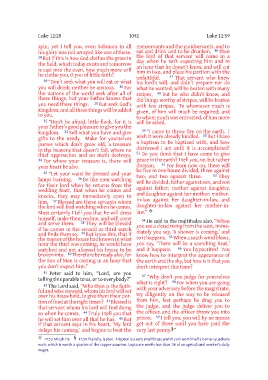 Luke 12:28 1092 Luke 12:59
spin; yet I tell you, even Solomon in all
his glory was not arrayed like one of these.
28 But if this is how God clothes the grass in
the field, which today exists and tomorrow
is cast into the oven, how much more will
he clothe you, O you of little faith?
29 "Don't seek what you will eat or what
you will drink; neither be anxious. 30 For
the nations of the world seek after all of
these things, but your Father knows that
you need these things. 31 But seek God's
Kingdom, and all these things will be added
to you.
32 "Don't be afraid, little flock, for it is
your Father's good pleasure to give you the
Kingdom. 33 Sell what you have and give
gifts to the needy. Make for yourselves
purses which don't grow old, a treasure
in the heavens that doesn't fail, where no
thief approaches and no moth destroys.
34 For where your treasure is, there will
your heart be also.
35 "Let your waist be dressed and your
lamps burning. 36 Be like men watching
for their lord when he returns from the
wedding feast, that when he comes and
knocks, they may immediately open to
him. 37 Blessed are those servants whom
the lord will find watching when he comes.
Most certainly I tell you that he will dress
himself, make them recline, and will come
and serve them. 38 They will be blessed
if he comes in the second or third watch
and finds them so. 39 But know this, that if
the master of the house had known in what
hour the thief was coming, he would have
watched and not allowed his house to be
broken into. 40 Therefore be ready also, for
the Son of Man is coming in an hour that
you don't expect him."
41 Peter said to him, "Lord, are you
telling this parable to us, or to everybody?"
42 The Lord said, "Who then is the faithful
and wise steward, whom his lord will set
over his household, to give them their portion
of food at the right times? 43 Blessed is
that servant whom his lord will find doing
so when he comes. 44 Truly I tell you that
he will set him over all that he has. 45 But
if that servant says in his heart, 'My lord
delays his coming,' and begins to beat the
menservants and the maidservants, and to
eat and drink and to be drunken, 46 then
the lord of that servant will come in a
day when he isn't expecting him and in
an hour that he doesn't know, and will cut
him in two, and place his portion with the
unfaithful. 47 That servant who knew
his lord's will, and didn't prepare nor do
what he wanted, will be beaten with many
stripes, 48 but he who didn't know, and
did things worthy of stripes, will be beaten
with few stripes. To whomever much is
given, of him will much be required; and
to whom much was entrusted, of him more
will be asked.
49 "I came to throw fire on the earth. I
wish it were already kindled. 50 But I have
a baptism to be baptized with, and how
distressed I am until it is accomplished!
51 Do you think that I have come to give
peace in the earth? I tell you, no, but rather
division. 52 For from now on, there will
be five in one house divided, three against
two, and two against three. 53 They
will be divided, father against son, and son
against father; mother against daughter,
and daughter against her mother; mother-
in-law against her daughter-in-law, and
daughter-in-law against her mother-in-
law."
54 He said to the multitudes also, "When
you see a cloud rising from the west, immediately
you say, 'A shower is coming,' and
so it happens. 55 When a south wind blows,
you say, 'There will be a scorching heat,'
and it happens. 56 You hypocrites! You
know how to interpret the appearance of
the earth and the sky, but how is it that you
don't interpret this time?
57 "Why don't you judge for yourselves
what is right? 58 For when you are going
with your adversary before the magistrate,
try diligently on the way to be released
from him, lest perhaps he drag you to
the judge, and the judge deliver you to
the officer, and the officer throw you into
prison. 59 I tell you, you will by no means
get out of there until you have paid the
very last penny."